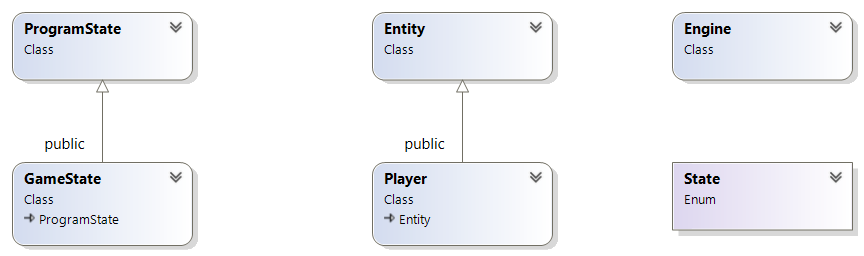 ProgramState
Class
Entity
Class
Engine
Class
public
public
GameState
Class
ProgramState
Player
Class
Entity
State
Enum